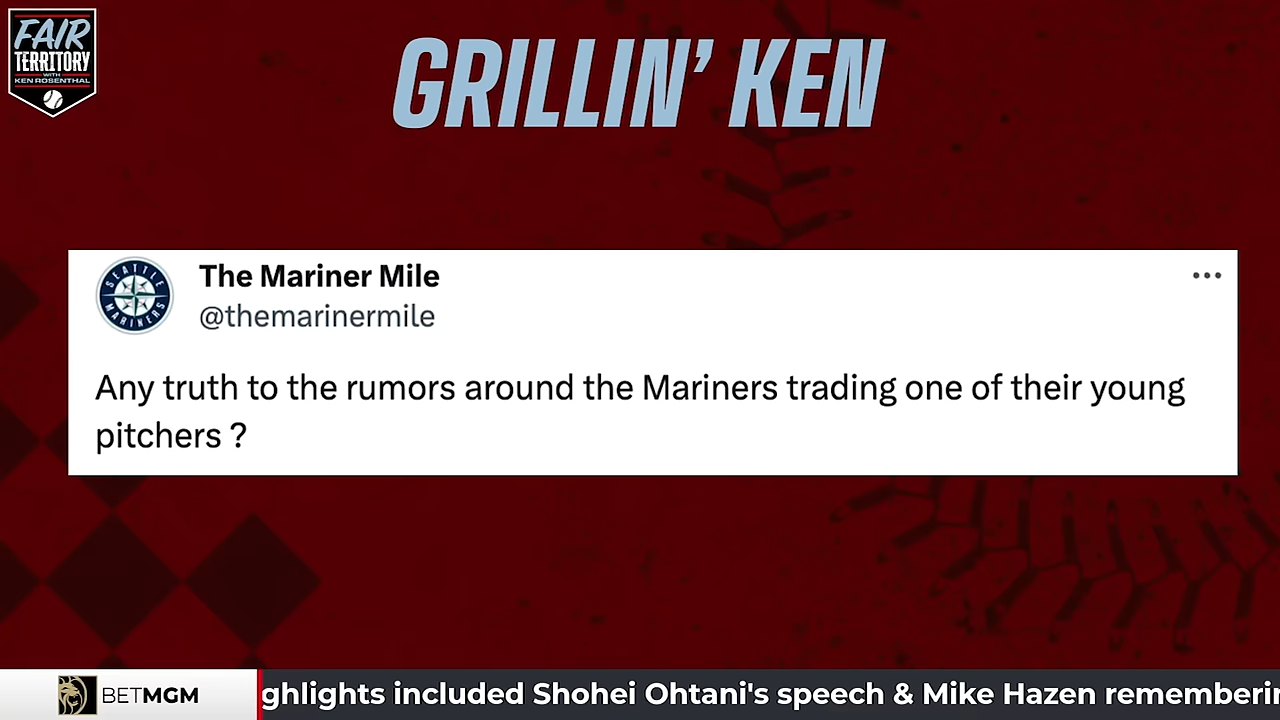 FAIR
TERRITORY
WITH
KEN ROSENTHAL
GRILLIN' KEN
SEATTLE
MARINERS
The Mariner Mile
@themarinermile
Any truth to the rumors around the Mariners trading one of their young
pitchers ?
BETMGM
ghlights included Shohei Ohtani's speech & Mike Hazen rememberin